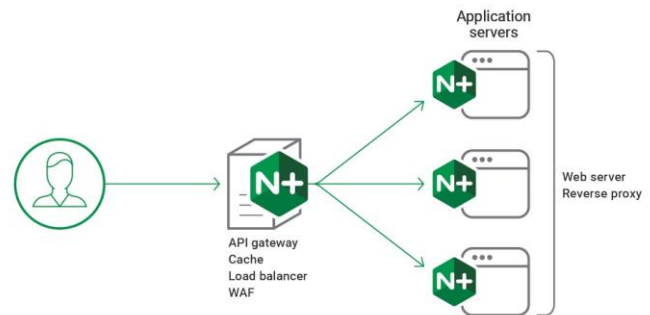 Application
servers
N+
N+
N+
N+
API gateway
Cache
Load balancer
WAF
Web server
Reverse proxy